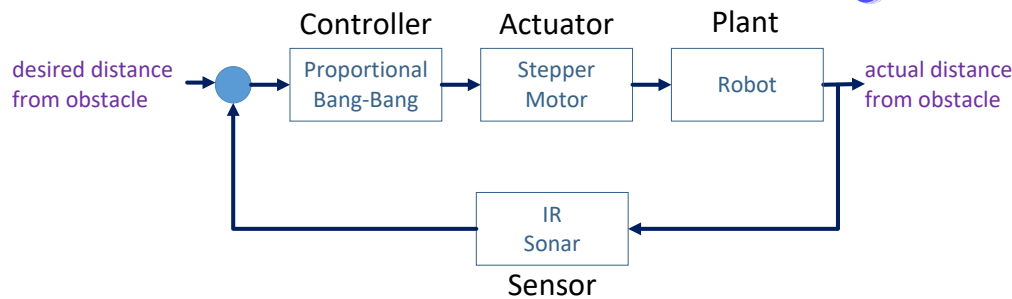 Controller
Actuator
Plant
desired distance
from obstacle
Proportional
Bang-Bang
Stepper
Motor
Robot
actual distance
from obstacle
IR
Sonar
Sensor